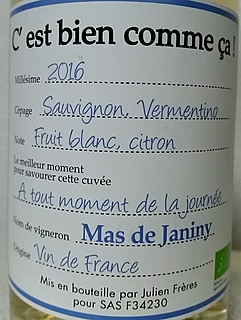 C' est bien comme ça !
Millésime 2016
Cépage Sauvignon, Vermentino
Note Fruit blanc, citron
Le meilleur moment
pour savourer cette cuvée
A tout moment de la journée
Nom de vigneron Mas de Janiny
Origine Vin de France
Mis en bouteille par Julien Frères
pour SAS F34230